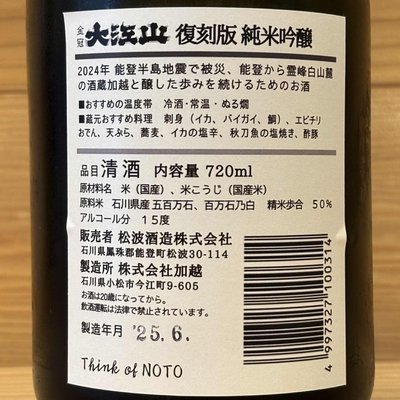 金冠 大江山 復刻版 純米吟醸
2024年 能登半島地震で被災、能登から霊峰白山麓
の酒蔵加越と醸した歩みを続けるためのお酒
■おすすめの温度帯 冷酒・常温・ぬる燗
■蔵元おすすめ料理 刺身（イカ、バイガイ、鯛）、エビチリ
おでん、天ぷら、蕎麦、イカの塩辛、秋刀魚の塩焼き、酢豚
品目 清酒 内容量 720ml
原材料名 米（国産）、米こうじ（国産米）
原料米 石川県産 五百万石、百万石乃白 精米歩合 50%
アルコール分 15度
販売者 松波酒造株式会社
石川県鳳珠郡能登町松波30-114
製造所 株式会社加越
石川県小松市今江町9-605
お酒は20歳になってから。
飲酒運転は法律で禁止されています。
製造年月 '25.6.
Think of NOTO
4 997327 100314